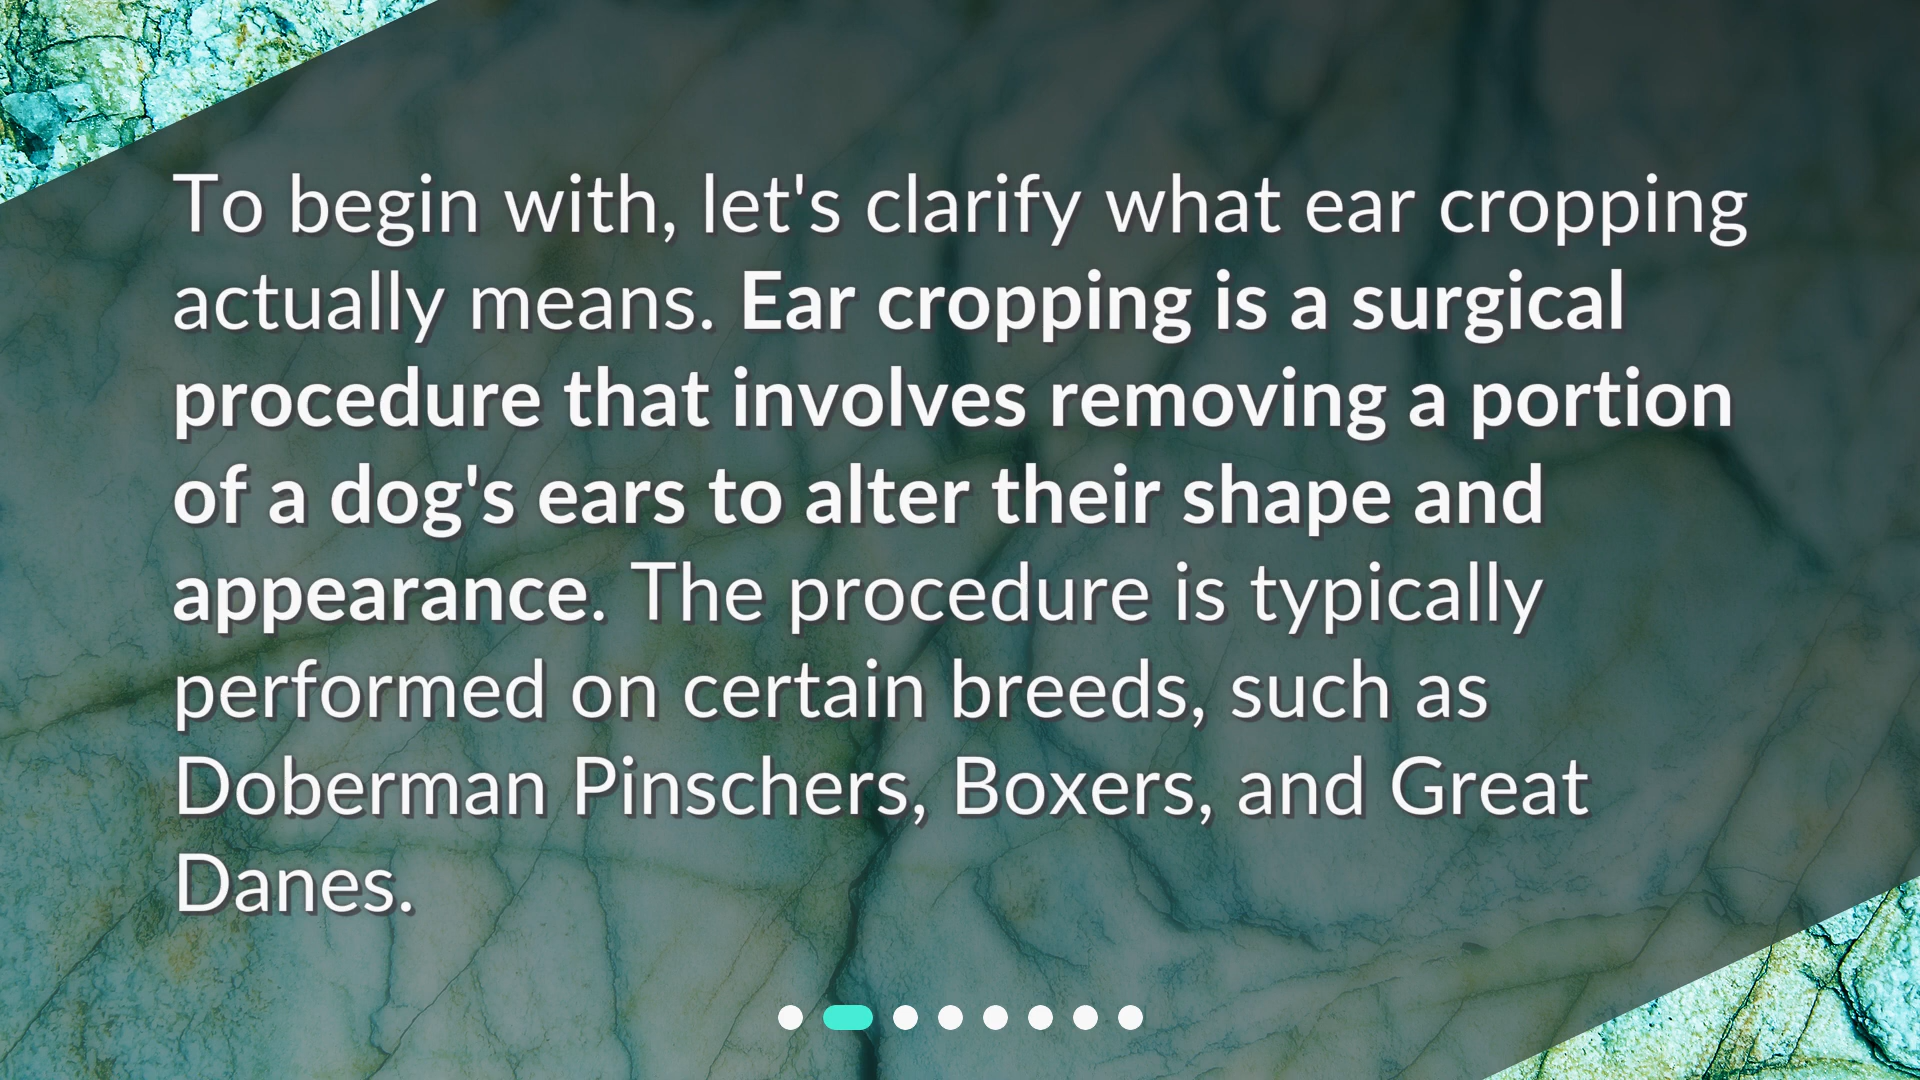 To begin with, let's clarify what ear cropping
actually means. Ear cropping is a surgical
procedure that involves removing a portion
of a dog's ears to alter their shape and
appearance. The procedure is typically
performed on certain breeds, such as
Doberman Pinschers, Boxers, and Great
Danes.